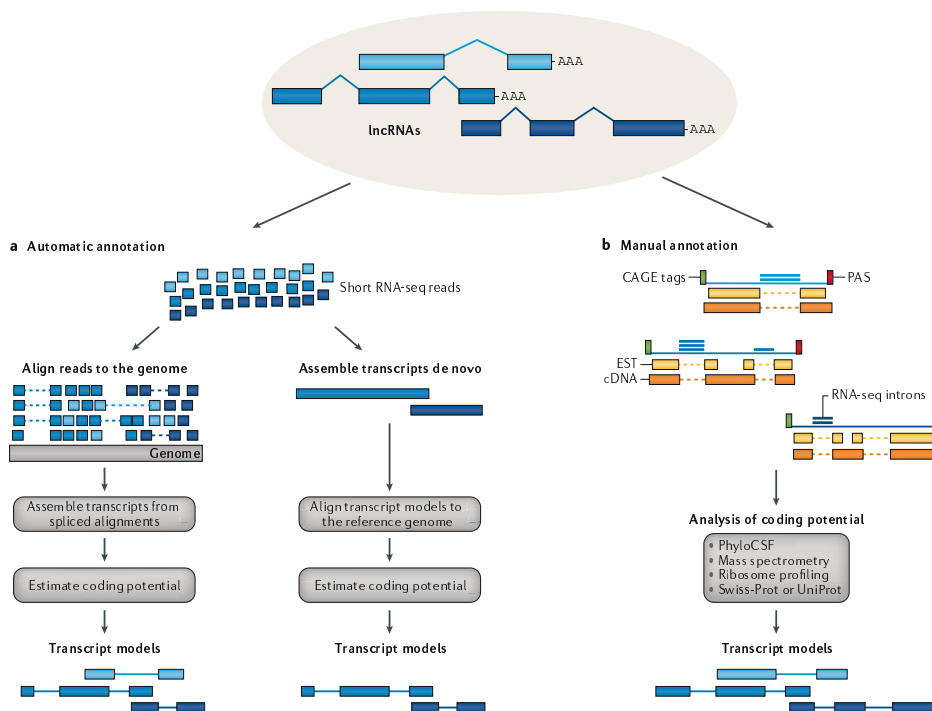 AAA
AAA
lncRNAs
AAA
a Automatic annotation
Short RNA-seq reads
Align reads to the genome
Genome
Assemble transcripts from
spliced alignments
Estimate coding potential
Transcript models
Assemble transcripts de novo
Align transcript models to
the reference genome
Estimate coding potential
Transcript models
b Manual annotation
CAGE tags
PAS
EST
cDNA
RNA-seq introns
Analysis of coding potential
• PhyloCSF
• Mass spectrometry
• Ribosome profiling
• Swiss-Prot or UniProt
Transcript models